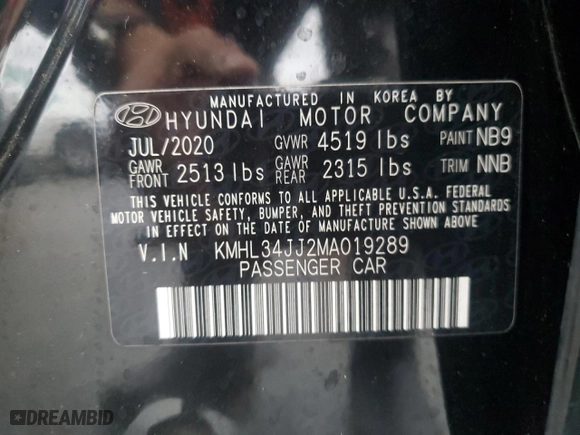 MANUFACTURED IN KOREA BY
HYUNDAI MOTOR COMPANY
JUL/2020 GVWR 4519 lbs PAINT NB9
GAWR FRONT 2513 lbs GAWR REAR 2315 lbs TRIM NNB
THIS VEHICLE CONFORMS TO ALL APPLICABLE U.S.A. FEDERAL
MOTOR VEHICLE SAFETY, BUMPER, AND THEFT PREVENTION STANDARDS
IN EFFECT ON THE DATE OF MANUFACTURE SHOWN ABOVE
V.I.N KMHL34JJ2MA019289
PASSENGER CAR
DREAMBID